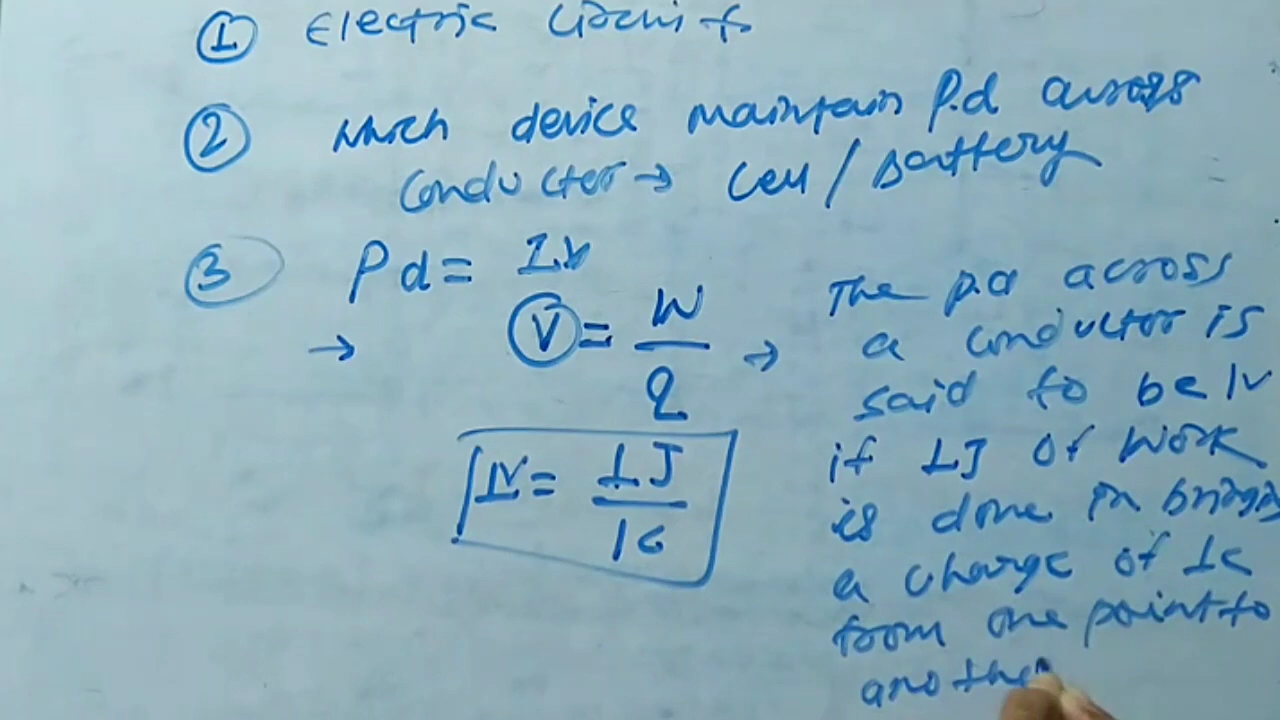 ① Electric Circuits
② Which device maintain P.d across
conductor → Cell / Battery
③ Pd = 1V
→ V = W
Q
1V = 1J
1C
→ The p.d across
a conductor is
said to be 1V
if 1J of work
is done in bringing
a charge of 1C
from one point to
another